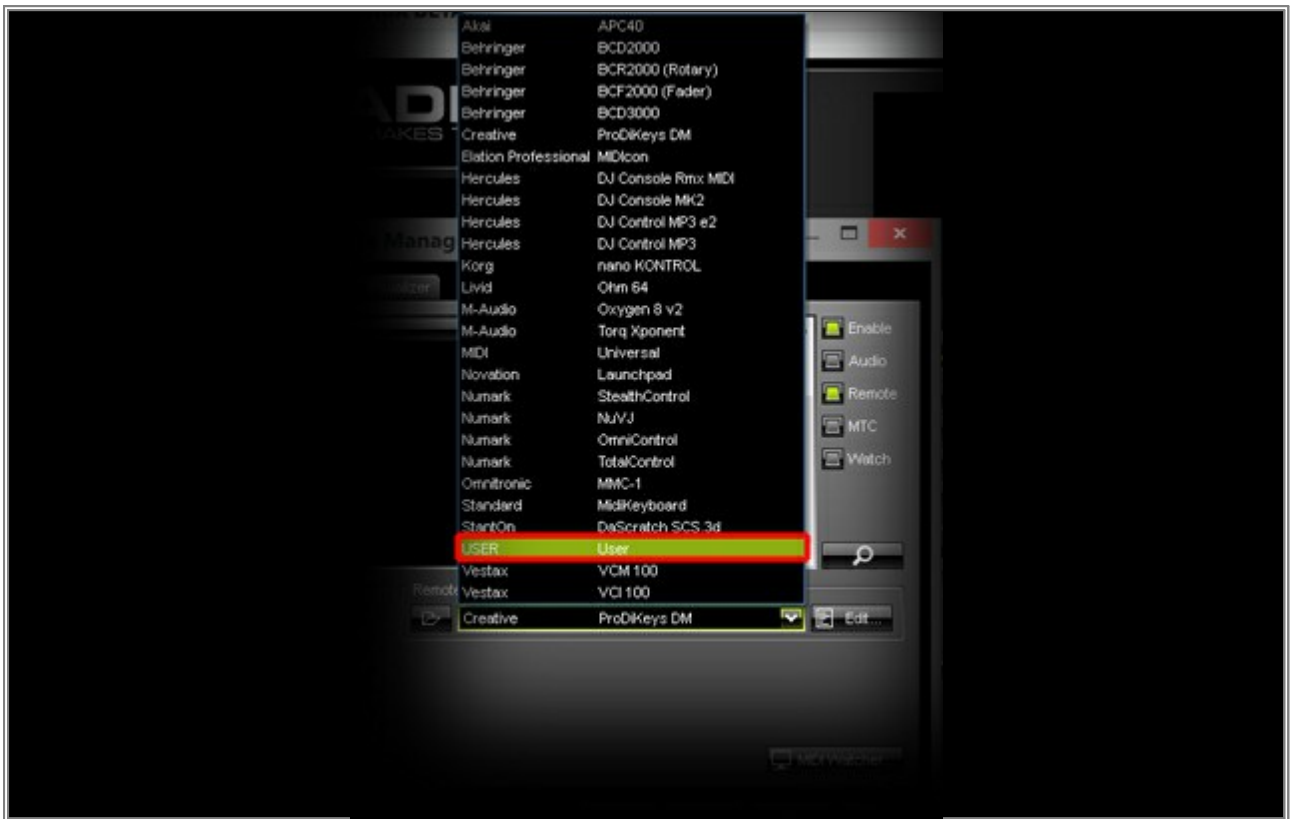 Akai APC40
Behringer BCD2000
Behringer BCR2000 (Rotary)
Behringer BCF2000 (Fader)
Behringer BCD3000
Creative ProDiKeys DM
Elation Professional MIDIcon
Hercules DJ Console Rmx MIDI
Hercules DJ Console MK2
Hercules DJ Control MP3 e2
Hercules DJ Control MP3
Korg nano KONTROL
Livid Ohm 64
M-Audio Oxygen 8 v2
M-Audio Torq Xponent
MIDI Universal
Novation Launchpad
Numark StealthControl
Numark NuVJ
Numark OmniControl
Numark TotalControl
Omnitronic MMC-1
Standard MidiKeyboard
StantOn DaScratch SCS 3d
USER User
Vestax VCM 100
Vestax VCI 100
Creative ProDiKeys DM
Enable
Audio
Remote
MTC
Watch
Remote
Edit...
MIDI Watcher...